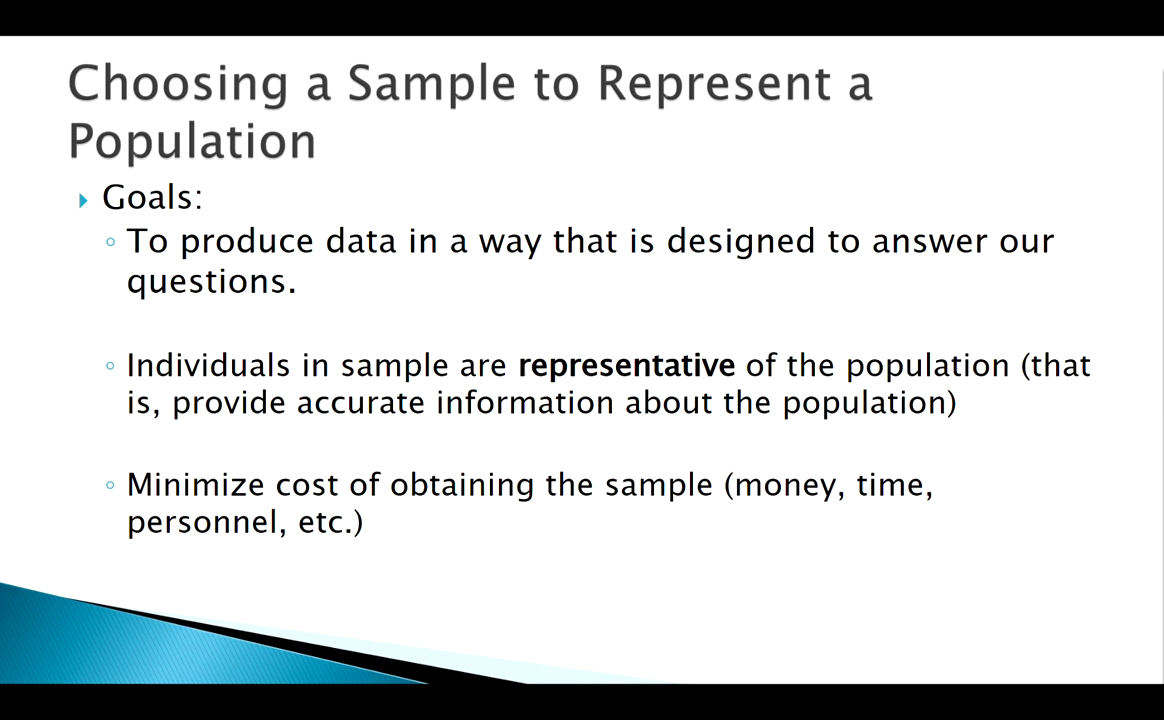 Choosing a Sample to Represent a
Population
Goals:
To produce data in a way that is designed to answer our
questions.
Individuals in sample are representative of the population (that
is, provide accurate information about the population)
Minimize cost of obtaining the sample (money, time,
personnel, etc.)